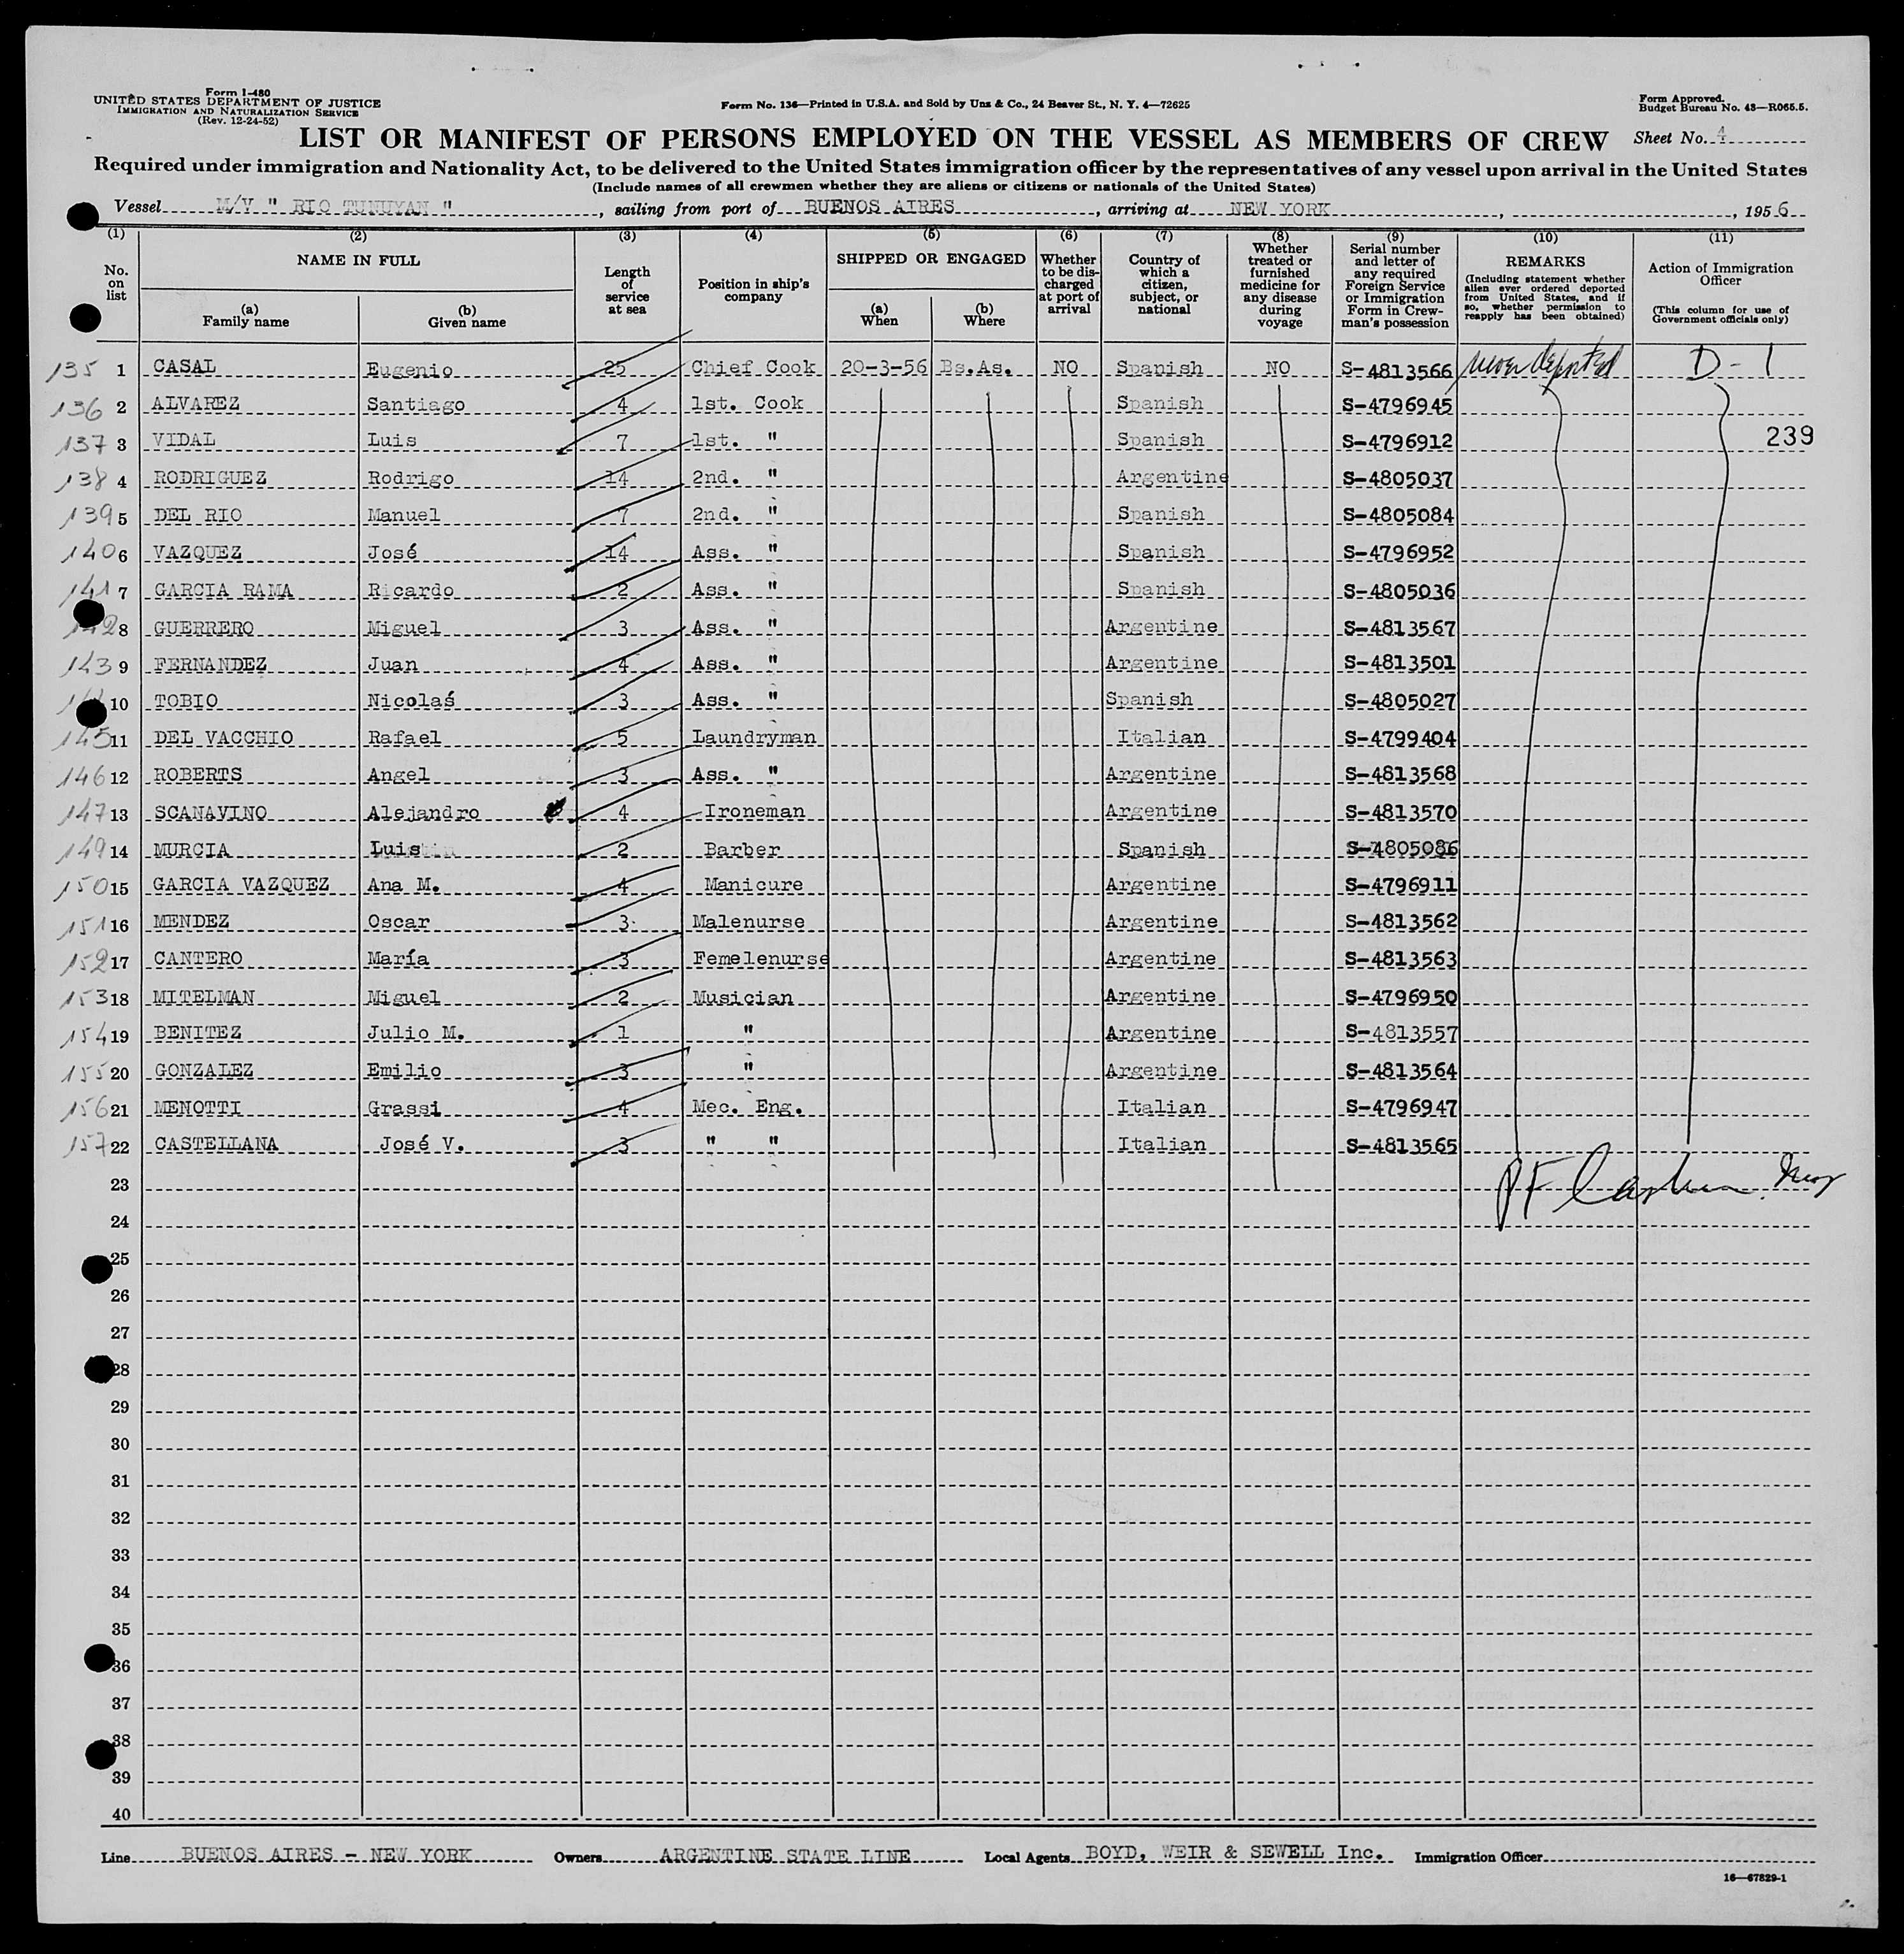 Form I-480
UNITED STATES DEPARTMENT OF JUSTICE
IMMIGRATION AND NATURALIZATION SERVICE
(Rev. 12-24-52)
Form No. 136—Printed in U.S.A. and Sold by Unz & Co., 24 Beaver St., N. Y. 4—72625
Form Approved.
Budget Bureau No. 43—R065.5.
LIST OR MANIFEST OF PERSONS EMPLOYED ON THE VESSEL AS MEMBERS OF CREW Sheet No. 4
Required under immigration and Nationality Act, to be delivered to the United States immigration officer by the representatives of any vessel upon arrival in the United States
(Include names of all crewmen whether they are aliens or citizens or nationals of the United States)
Vessel M/V " RIO TUNUYAN ", sailing from port of BUENOS AIRES, arriving at NEW YORK, , 1956
(1) (2) (3) (4) (5) (6) (7) (8) (9) (10) (11)
No. on list
NAME IN FULL
(a) Family name
(b) Given name
Length of service at sea
Position in ship's company
SHIPPED OR ENGAGED
(a) When
(b) Where
Whether to be discharged at port of arrival
Country of which a citizen, subject, or national
Whether treated or furnished medicine for any disease during voyage
Serial number and letter of any required Foreign Service or Immigration Form in Crewman's possession
REMARKS
(Including statement whether alien ever ordered deported from United States, and if so, whether permission to reapply has been obtained)
Action of Immigration Officer
(This column for use of Government officials only)
135 1 CASAL Eugenio 25 Chief Cook 20-3-56 Bs.As. NO Spanish NO S-4813566 never deported D-1
136 2 ALVAREZ Santiago 4 1st. Cook Spanish S-4796945
137 3 VIDAL Luis 7 1st. " Spanish S-4796912 239
138 4 RODRIGUEZ Rodrigo 14 2nd. " Argentine S-4805037
139 5 DEL RIO Manuel 7 2nd. " Spanish S-4805084
140 6 VAZQUEZ José 14 Ass. " Spanish S-4796952
141 7 GARCIA RAMA Ricardo 2 Ass. " Spanish S-4805036
142 8 GUERRERO Miguel 3 Ass. " Argentine S-4813567
143 9 FERNANDEZ Juan 4 Ass. " Argentine S-4813501
10 TOBIO Nicolaś 3 Ass. " Spanish S-4805027
145 11 DEL VACCHIO Rafael 5 Laundryman Italian S-4799404
146 12 ROBERTS Angel 3 Ass. " Argentine S-4813568
147 13 SCANAVINO Alejandro 4 Ironeman Argentine S-4813570
149 14 MURCIA Luis 2 Barber Spanish S-4805086
150 15 GARCIA VAZQUEZ Ana M. 4 Manicure Argentine S-4796911
151 16 MENDEZ Oscar 3 Malenurse Argentine S-4813562
152 17 CANTERO María 3 Femelenurse Argentine S-4813563
153 18 MITELMAN Miguel 2 Musician Argentine S-4796950
154 19 BENITEZ Julio M. 1 " Argentine S-4813557
155 20 GONZALEZ Emilio 3 " Argentine S-4813564
156 21 MENOTTI Grassi 4 Mec. Eng. Italian S-4796947
157 22 CASTELLANA José V. 3 " " Italian S-4813565
23
24
25
26
27
28
29
30
31
32
33
34
35
36
37
38
39
40
Line BUENOS AIRES - NEW YORK Owners ARGENTINE STATE LINE Local Agents BOYD, WEIR & SEWELL Inc. Immigration Officer
16—67829-1